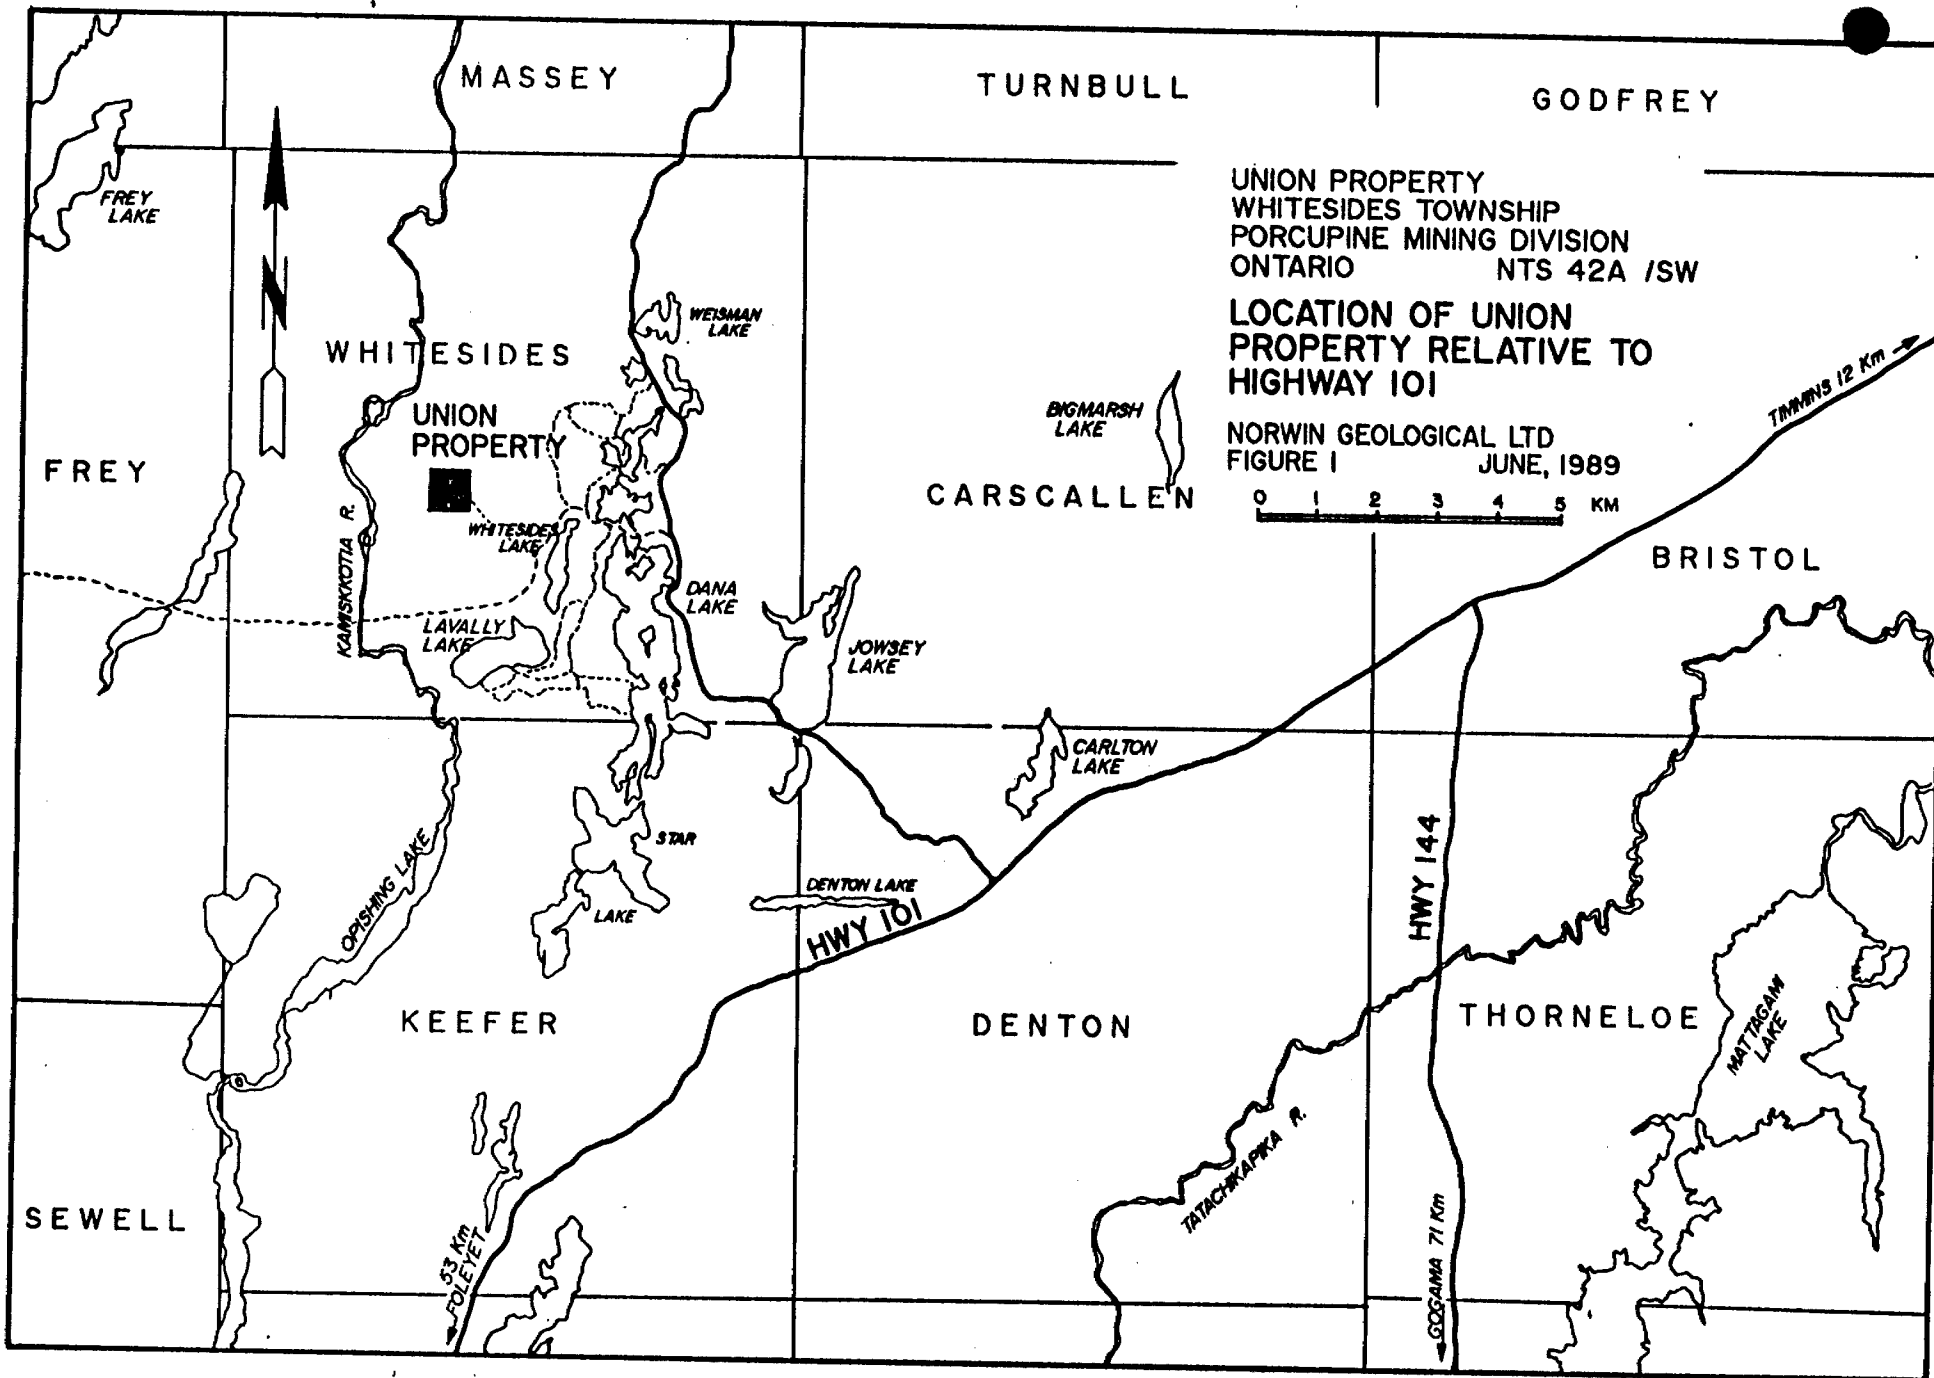 MASSEY
TURNBULL
GODFREY
FREY
LAKE
N
UNION PROPERTY
WHITESIDES TOWNSHIP
PORCUPINE MINING DIVISION
ONTARIO NTS 42A /SW
LOCATION OF UNION
PROPERTY RELATIVE TO
HIGHWAY 101
NORWIN GEOLOGICAL LTD
FIGURE 1 JUNE, 1989
0 1 2 3 4 5 KM
WEISMAN
LAKE
WHITESIDES
UNION
PROPERTY
TIMMINS 12 Km
BIGMARSH
LAKE
FREY
CARSCALLEN
WHITESIDES
LAKE
KAMISKKOTIA R.
BRISTOL
DANA
LAKE
LAVALLY
LAKE
JOWSEY
LAKE
CARLTON
LAKE
STAR
LAKE
OPISHING LAKE
DENTON LAKE
HWY 101
HWY 144
KEEFER
DENTON
THORNELOE
MATTAGAMI
LAKE
TATACHIKAPIKA R.
SEWELL
53 Km
FOLEYET
GOGAMA 71 Km